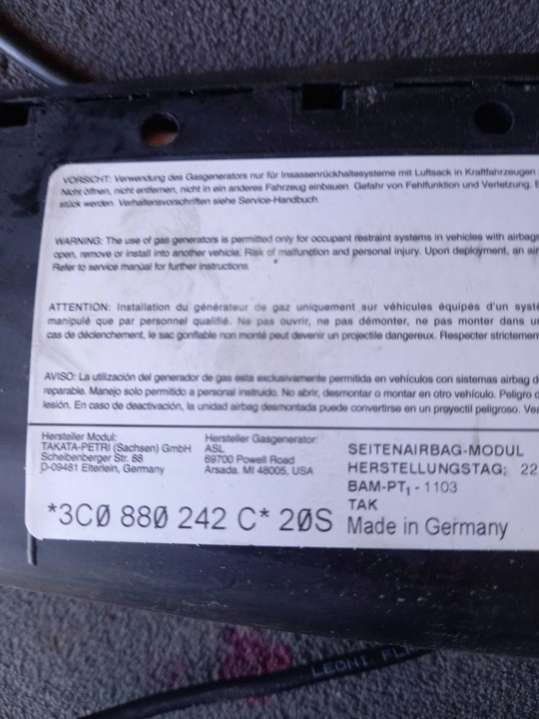 VORSICHT: Verwendung des Gasgenerators nur für Insassenrückhaltesysteme mit Luftsack in Kraftfahrzeugen
Nicht öffnen, nicht entfernen, nicht in ein anderes Fahrzeug einbauen. Gefahr von Fehlfunktion und Verletzung.
stück werden. Verhaltensvorschriften siehe Service-Handbuch.
WARNING: The use of gas generators is permitted only for occupant restraint systems in vehicles with airbag
open, remove or install into another vehicle. Risk of malfunction and personal injury. Upon deployment, an air
Refer to service manual for further instructions.
ATTENTION: Installation du générateur de gaz uniquement sur véhicules équipés d'un systè
manipulé que par personnel qualifié. Ne pas ouvrir, ne pas démonter, ne pas monter dans un
cas de déclenchement, le sac gonflable non monté peut devenir un projectile dangereux. Respecter strictement
AVISO: La utilización del generador de gas esta exclusivamente permitida en vehículos con sistemas airbag d
reparable. Manejo solo permitido a personal instruido. No abrir, desmontar o montar en otro vehículo. Peligro d
lesión. En caso de deactivación, la unidad airbag desmontada puede convertirse en un proyectil peligroso. Vea
Hersteller Modul:
TAKATA-PETRI (Sachsen) GmbH
Scheibenberger Str. 88
D-09481 Elterlein, Germany
Hersteller Gasgenerator:
ASL
69700 Powell Road
Arsada. MI 48005, USA
SEITENAIRBAG-MODUL
HERSTELLUNGSTAG: 22
BAM-PT₁ - 1103
TAK
Made in Germany
*3C0 880 242 C* 20S
LEONI FL